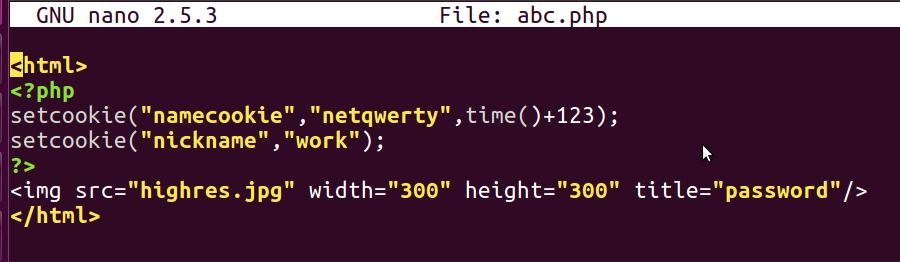 GNU nano 2.5.3 File: abc.php
<html>
<?php
setcookie("namecookie","netqwerty",time()+123);
setcookie("nickname","work");
?>
<img src="highres.jpg" width="300" height="300" title="password"/>
</html>